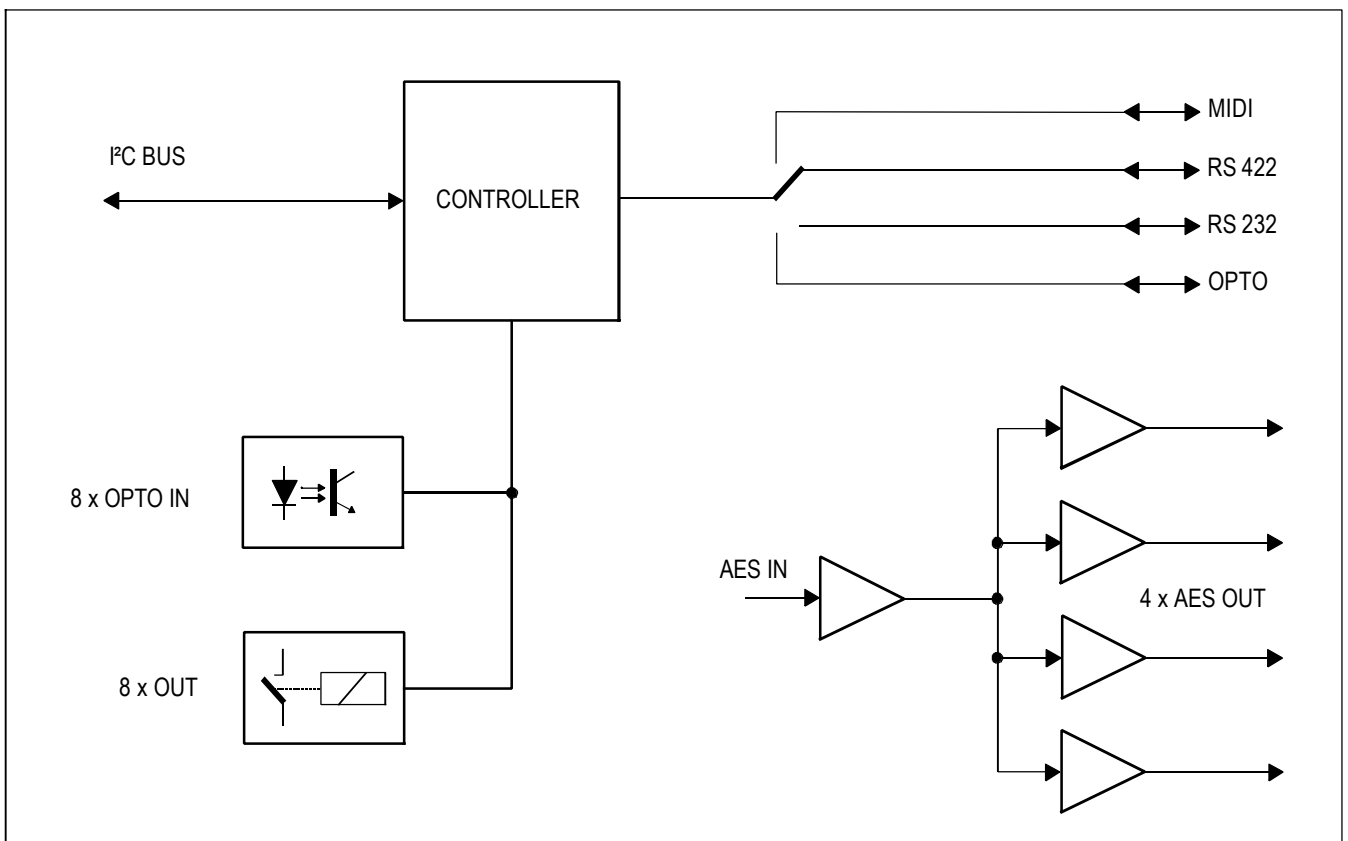 I²C BUS
CONTROLLER
MIDI
RS 422
RS 232
OPTO
8 x OPTO IN
8 x OUT
AES IN
4 x AES OUT